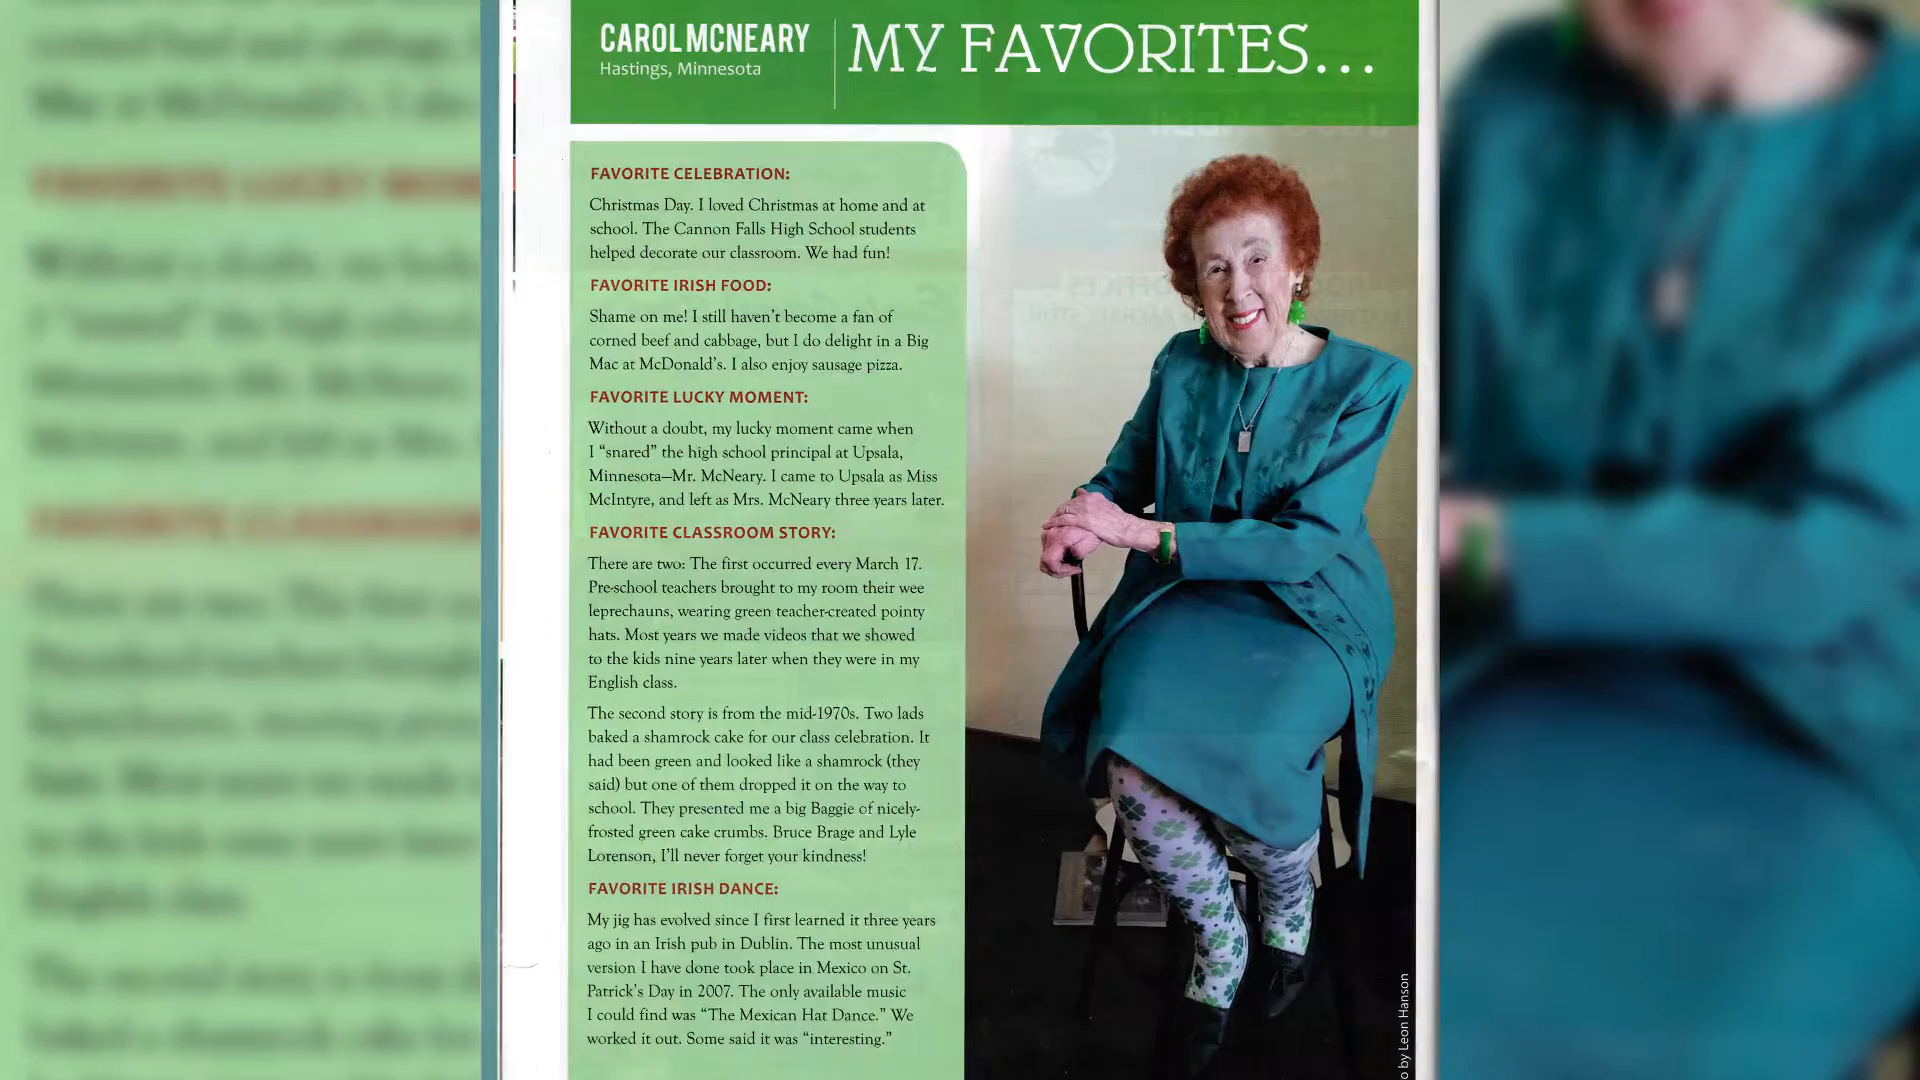 CAROL MCNEARY
Hastings, Minnesota
MY FAVORITES...
FAVORITE CELEBRATION:
Christmas Day. I loved Christmas at home and at
school. The Cannon Falls High School students
helped decorate our classroom. We had fun!
FAVORITE IRISH FOOD:
Shame on me! I still haven't become a fan of
corned beef and cabbage, but I do delight in a Big
Mac at McDonald's. I also enjoy sausage pizza.
FAVORITE LUCKY MOMENT:
Without a doubt, my lucky moment came when
I “snared” the high school principal at Upsala,
Minnesota—Mr. McNeary. I came to Upsala as Miss
McIntyre, and left as Mrs. McNeary three years later.
FAVORITE CLASSROOM STORY:
There are two: The first occurred every March 17.
Pre-school teachers brought to my room their wee
leprechauns, wearing green teacher-created pointy
hats. Most years we made videos that we showed
to the kids nine years later when they were in my
English class.
The second story is from the mid-1970s. Two lads
baked a shamrock cake for our class celebration. It
had been green and looked like a shamrock (they
said) but one of them dropped it on the way to
school. They presented me a big Baggie of nicely-
frosted green cake crumbs. Bruce Brage and Lyle
Lorenson, I'll never forget your kindness!
FAVORITE IRISH DANCE:
My jig has evolved since I first learned it three years
ago in an Irish pub in Dublin. The most unusual
version I have done took place in Mexico on St.
Patrick's Day in 2007. The only available music
I could find was “The Mexican Hat Dance.” We
worked it out. Some said it was “interesting.”
by Leon Hanson